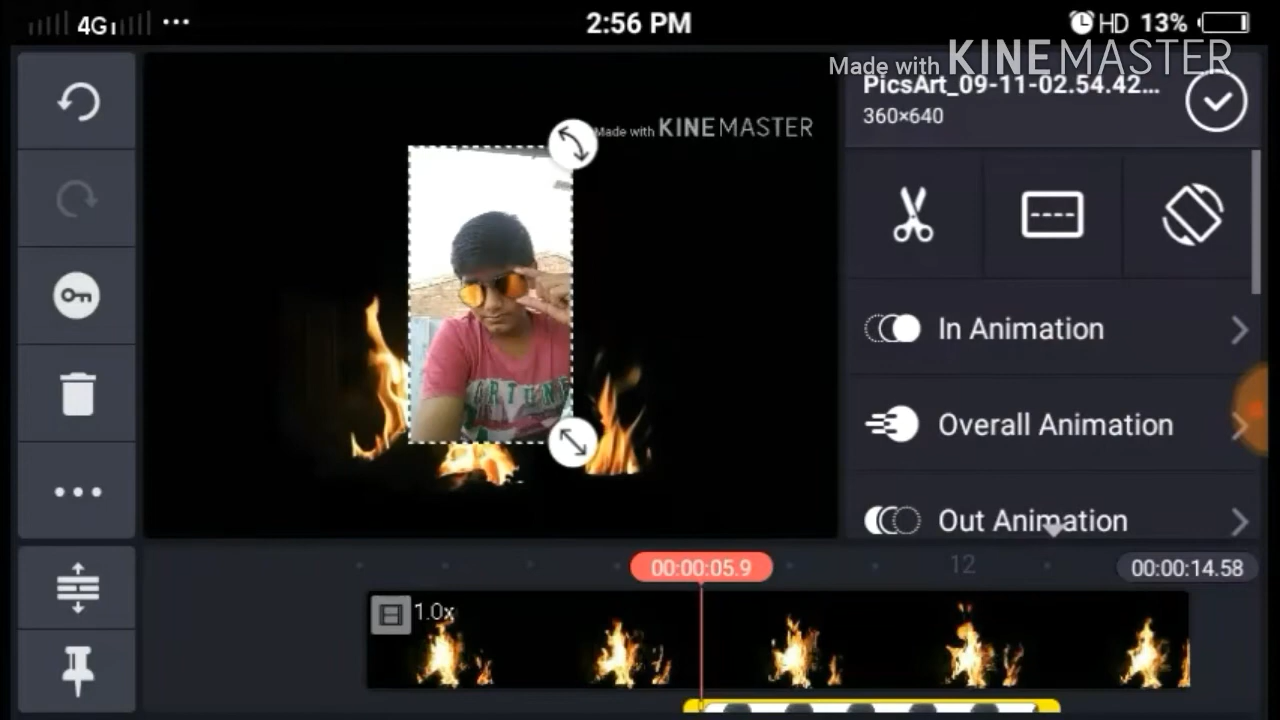 4G
2:56 PM
HD 13%
Made with KINEMASTER
PicsArt_09-11-02.54.42...
360×640
Made with KINEMASTER
In Animation
Overall Animation
Out Animation
00:00:05.9
12
00:00:14.58
1.0x